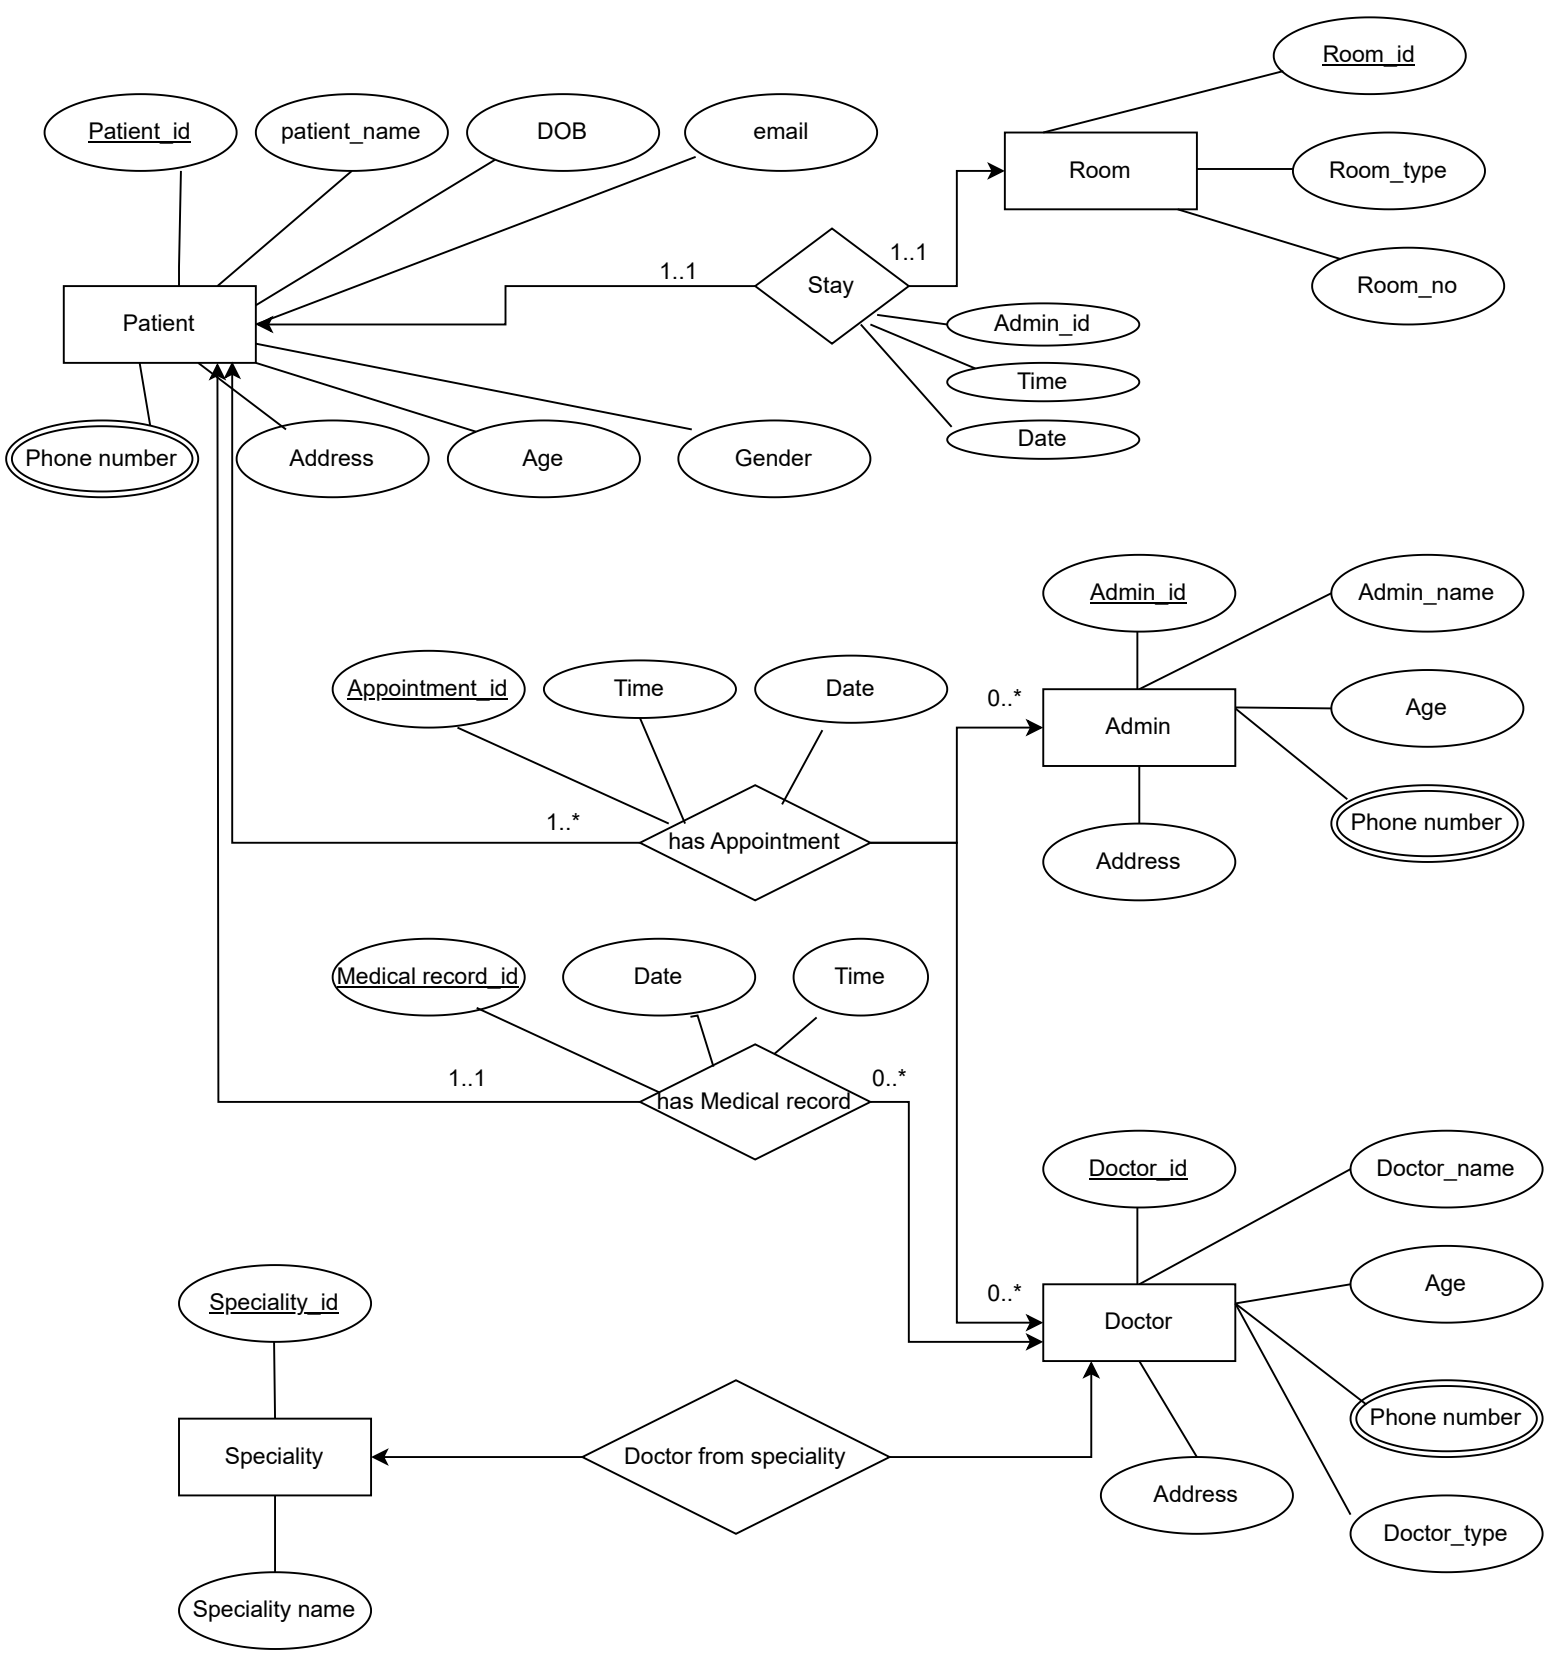 Room_id
Patient_id
patient_name
DOB
email
Room
Room_type
1..1
1..1
Stay
Room_no
Patient
Admin_id
Time
Date
Phone number
Address
Age
Gender
Admin_id
Admin_name
Appointment_id
Time
Date
0..*
Admin
Age
1..*
has Appointment
Phone number
Address
Medical record_id
Date
Time
1..1
0..*
has Medical record
Doctor_id
Doctor_name
0..*
Doctor
Age
Speciality_id
Phone number
Speciality
Doctor from speciality
Address
Doctor_type
Speciality name